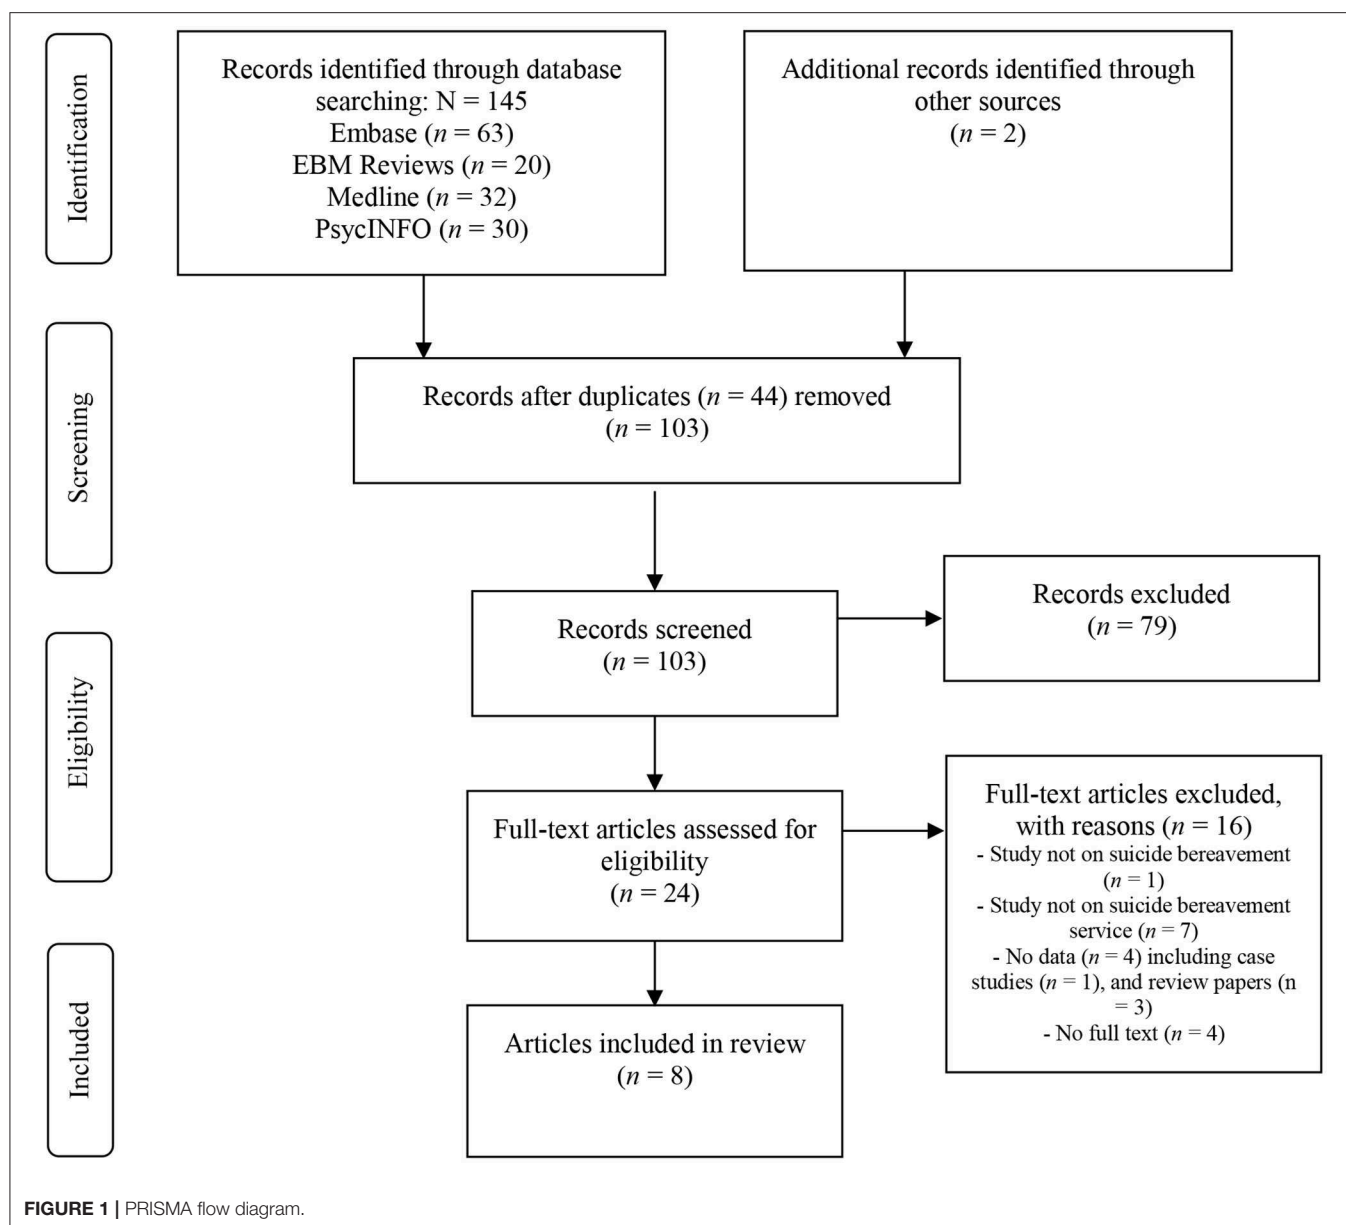 Identification
Records identified through database
searching: N = 145
Embase (n = 63)
EBM Reviews (n = 20)
Medline (n = 32)
PsycINFO (n = 30)
Additional records identified through
other sources
(n = 2)
Screening
Records after duplicates (n = 44) removed
(n = 103)
Records screened
(n = 103)
Records excluded
(n = 79)
Eligibility
Full-text articles assessed for
eligibility
(n = 24)
Full-text articles excluded,
with reasons (n = 16)
- Study not on suicide bereavement
(n = 1)
- Study not on suicide bereavement
service (n = 7)
- No data (n = 4) including case
studies (n = 1), and review papers (n
= 3)
- No full text (n = 4)
Included
Articles included in review
(n = 8)
FIGURE 1 | PRISMA flow diagram.